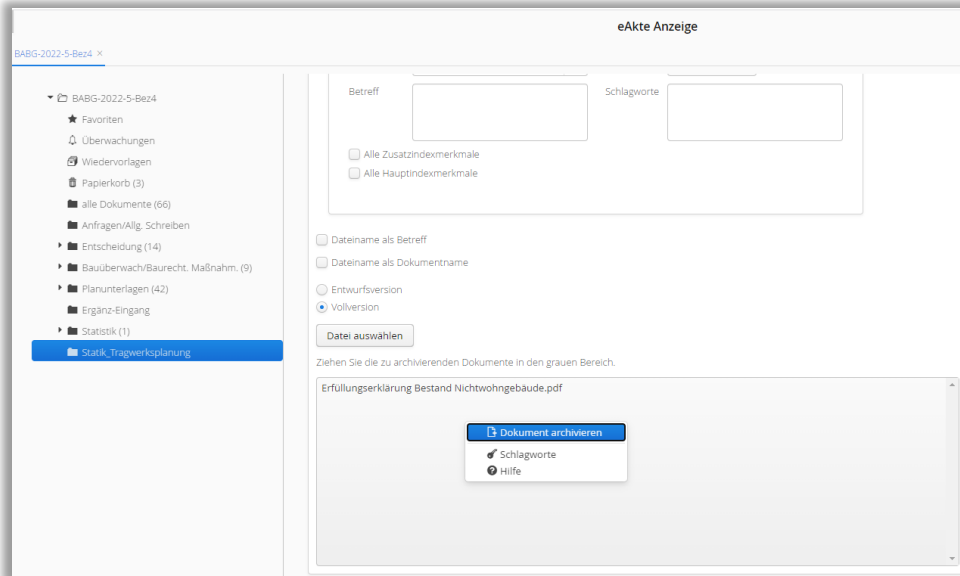 eAkte Anzeige
BABG-2022-5-Bez4 ×
BABG-2022-5-Bez4
Favoriten
Überwachungen
Wiedervorlagen
Papierkorb (3)
alle Dokumente (66)
Anfragen/Allg. Schreiben
Entscheidung (14)
Bauüberwach/Baurecht. Maßnahm. (9)
Planunterlagen (42)
Ergänz-Eingang
Statistik (1)
Statik_Tragwerksplanung
Betreff
Schlagworte
Alle Zusatzindexmerkmale
Alle Hauptindexmerkmale
Dateiname als Betreff
Dateiname als Dokumentname
Entwurfsversion
Vollversion
Datei auswählen
Ziehen Sie die zu archivierenden Dokumente in den grauen Bereich.
Erfüllungserklärung Bestand Nichtwohngebäude.pdf
Dokument archivieren
Schlagworte
Hilfe